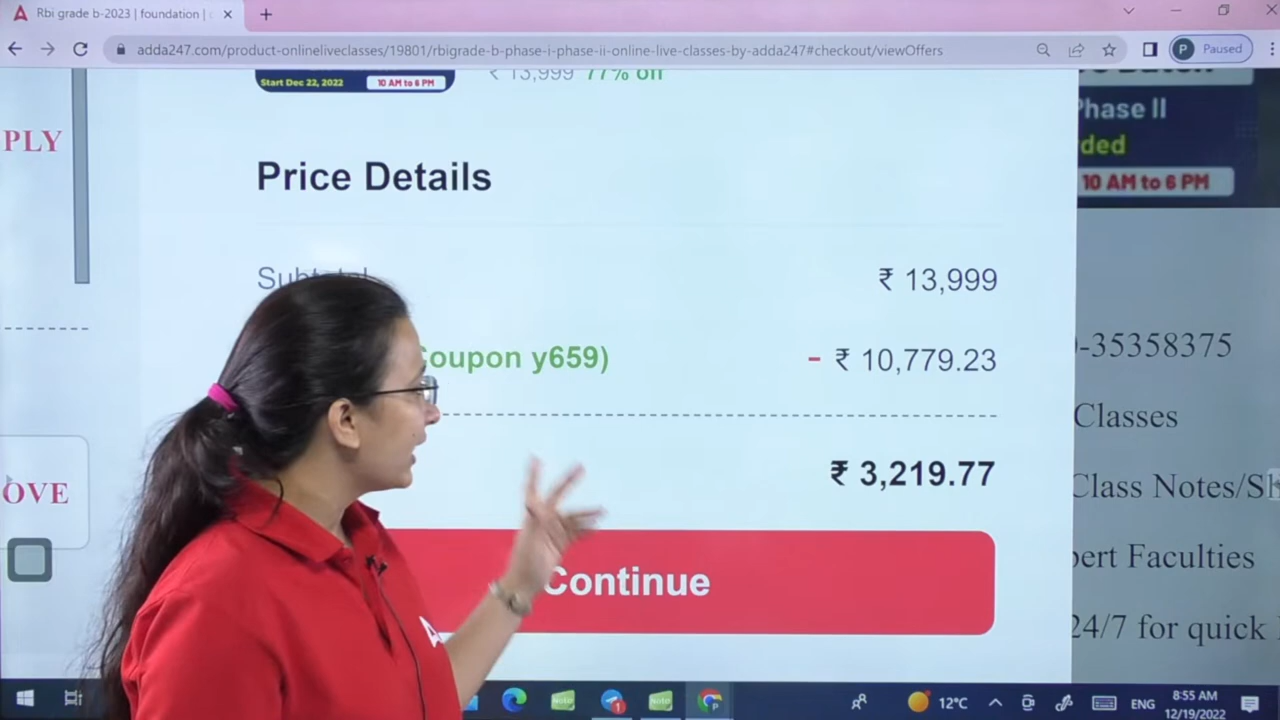 Rbi grade b-2023 | foundation |
adda247.com/product-onlineliveclasses/19801/rbigrade-b-phase-i-phase-ii-online-live-classes-by-adda247#checkout/viewOffers
P Paused
Start Dec 22, 2022 10 AM to 6 PM
₹ 13,999 77% off
Phase II
ded
10 AM to 6 PM
PLY
Price Details
Subtotal ₹ 13,999
Coupon y659) - ₹ 10,779.23
₹ 3,219.77
OVE
Continue
-35358375
Classes
Class Notes/Sh
ert Faculties
24/7 for quick
12°C ENG 8:55 AM
12/19/2022